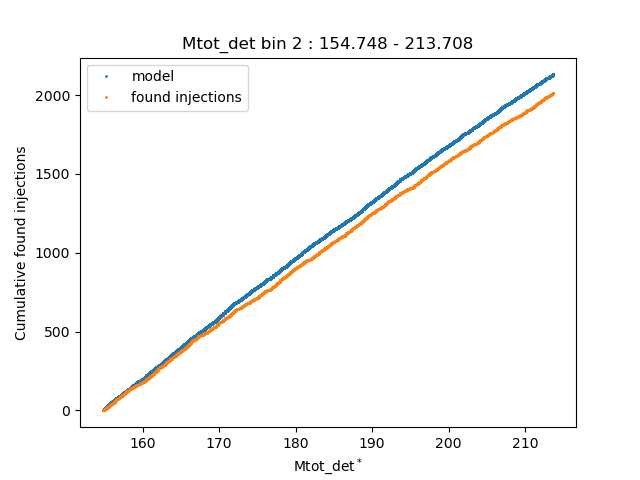 Mtot_det bin 2 : 154.748 - 213.708
model
found injections
Cumulative found injections
2000
1500
1000
500
0
160 170 180 190 200 210
Mtot_det*